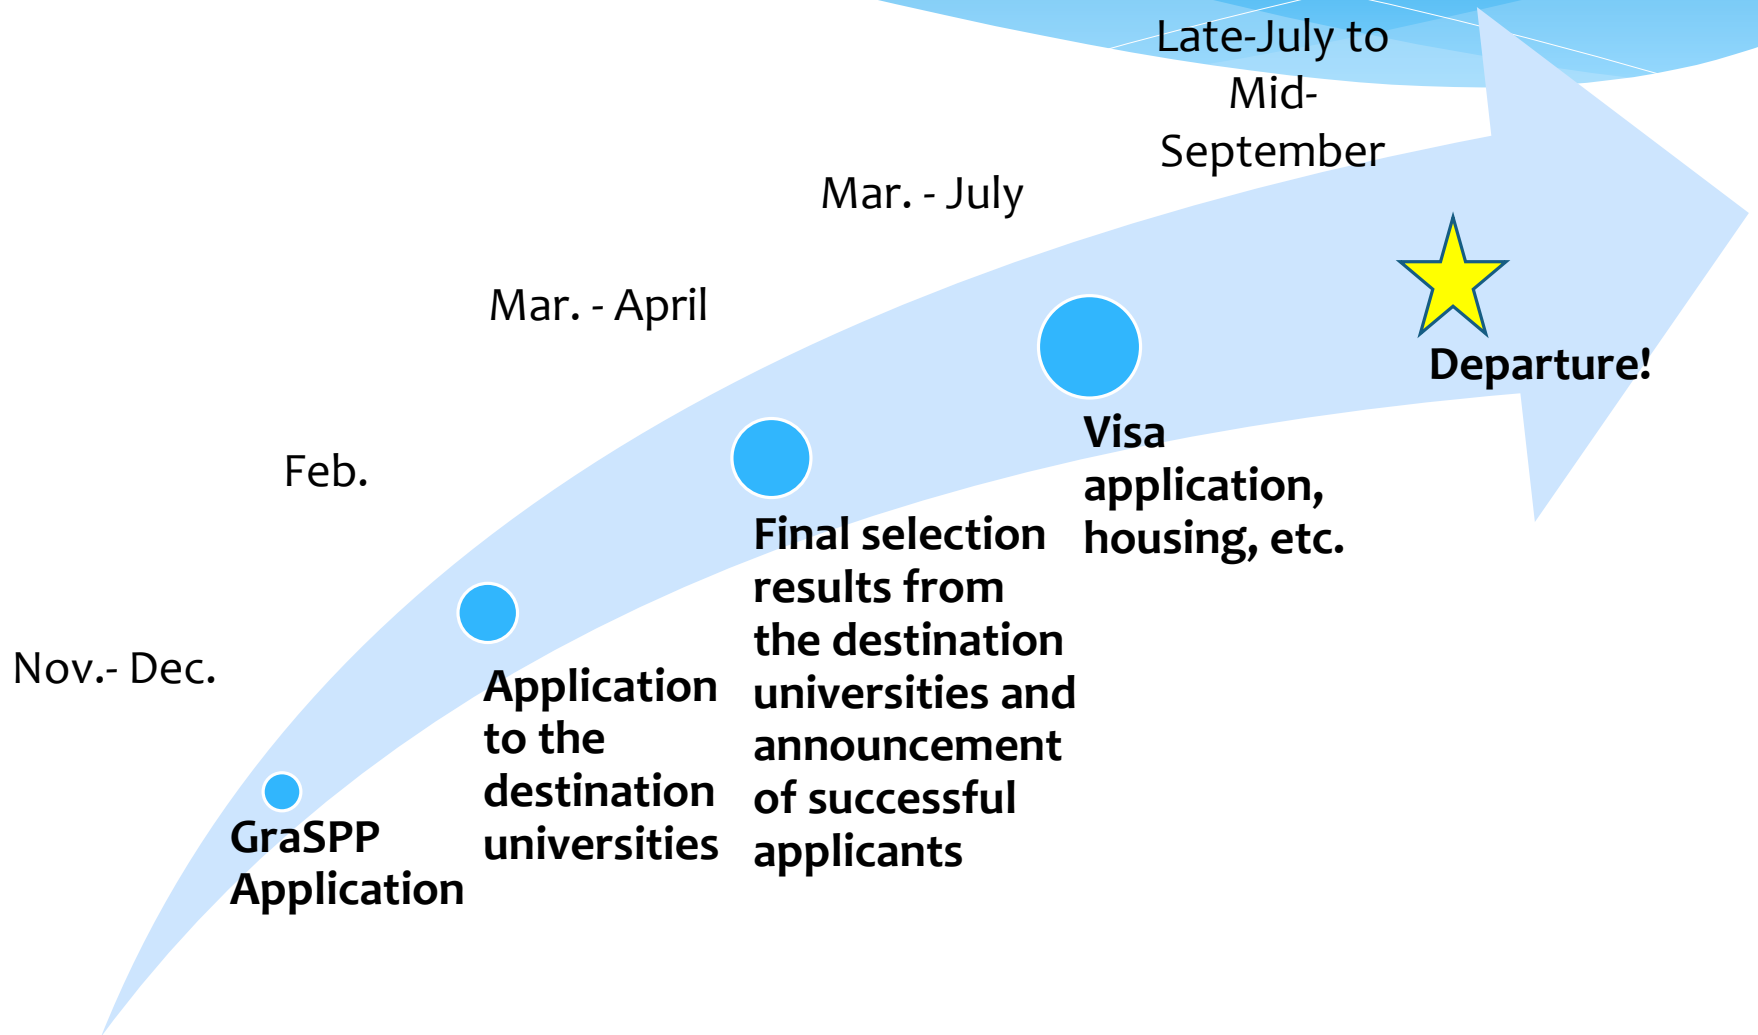 Nov.- Dec.
GraSPP
Application
Feb.
Application
to the
destination
universities
Mar. - April
Final selection
results from
the destination
universities and
announcement
of successful
applicants
Mar. - July
Visa
application,
housing, etc.
Late-July to
Mid-
September
Departure!